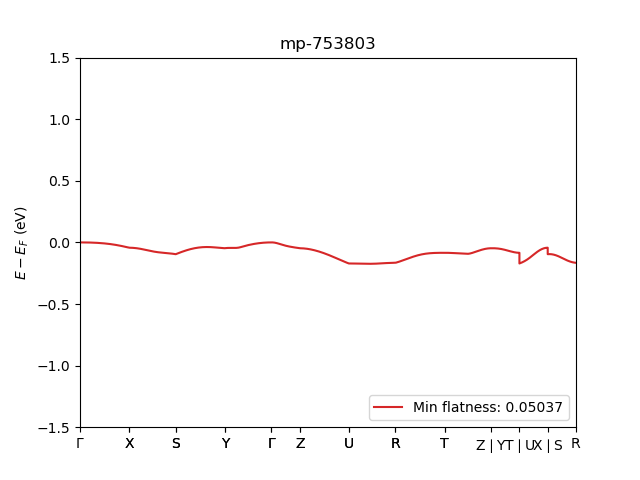 mp-753803
E − E_F (eV)
1.5
1.0
0.5
0.0
−0.5
−1.0
−1.5
Min flatness: 0.05037
Γ X S Y Γ Z U R T Z | YT | UX | S R